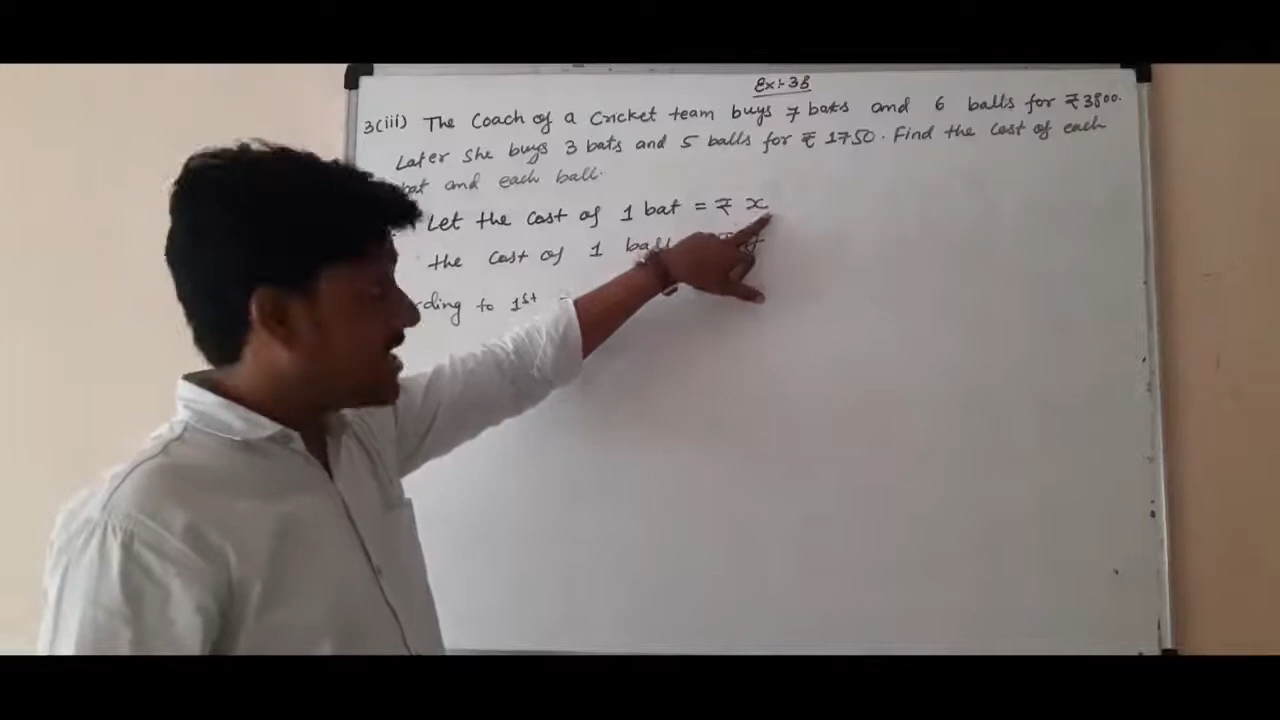 Ex:-3.3
3(iii) The Coach of a Cricket team buys 7 bats and 6 balls for ₹3800.
Later She buys 3 bats and 5 balls for ₹ 1750. Find the Cost of each
bat and each ball.
Let the Cost of 1 bat = ₹ x
the Cost of 1 ball
to 1st